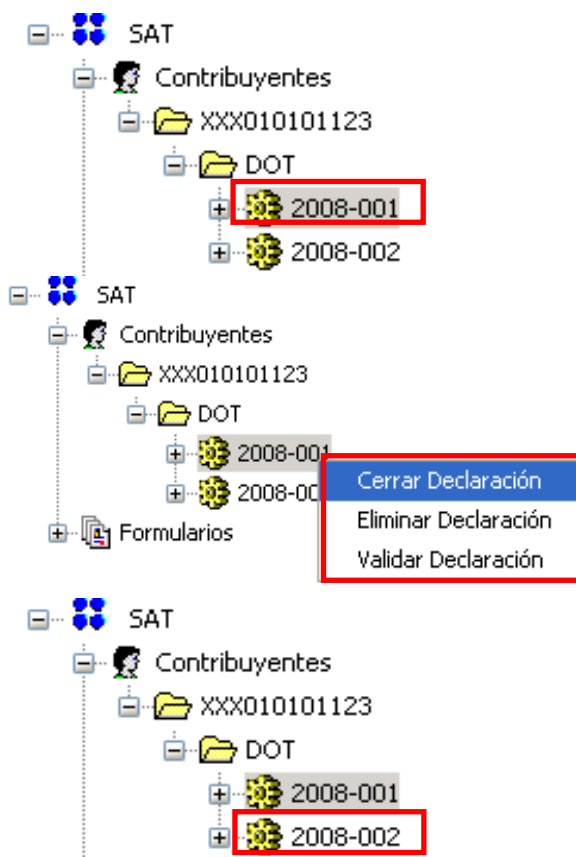 SAT
Contribuyentes
XXX010101123
DOT
2008-001
2008-002
SAT
Contribuyentes
XXX010101123
DOT
2008-001
2008-00
Formularios
Cerrar Declaración
Eliminar Declaración
Validar Declaración
SAT
Contribuyentes
XXX010101123
DOT
2008-001
2008-002